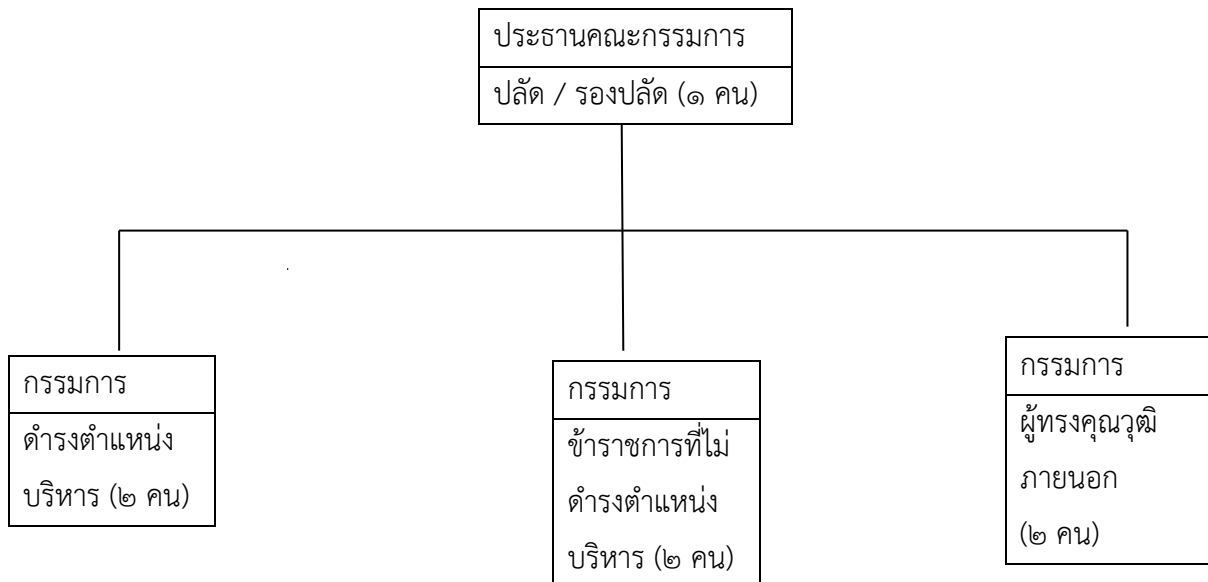 ประธานคณะกรรมการ
ปลัด / รองปลัด (๑ คน)
กรรมการ
ดำรงตำแหน่ง
บริหาร (๒ คน)
กรรมการ
ข้าราชการที่ไม่
ดำรงตำแหน่ง
บริหาร (๒ คน)
กรรมการ
ผู้ทรงคุณวุฒิ
ภายนอก
(๒ คน)